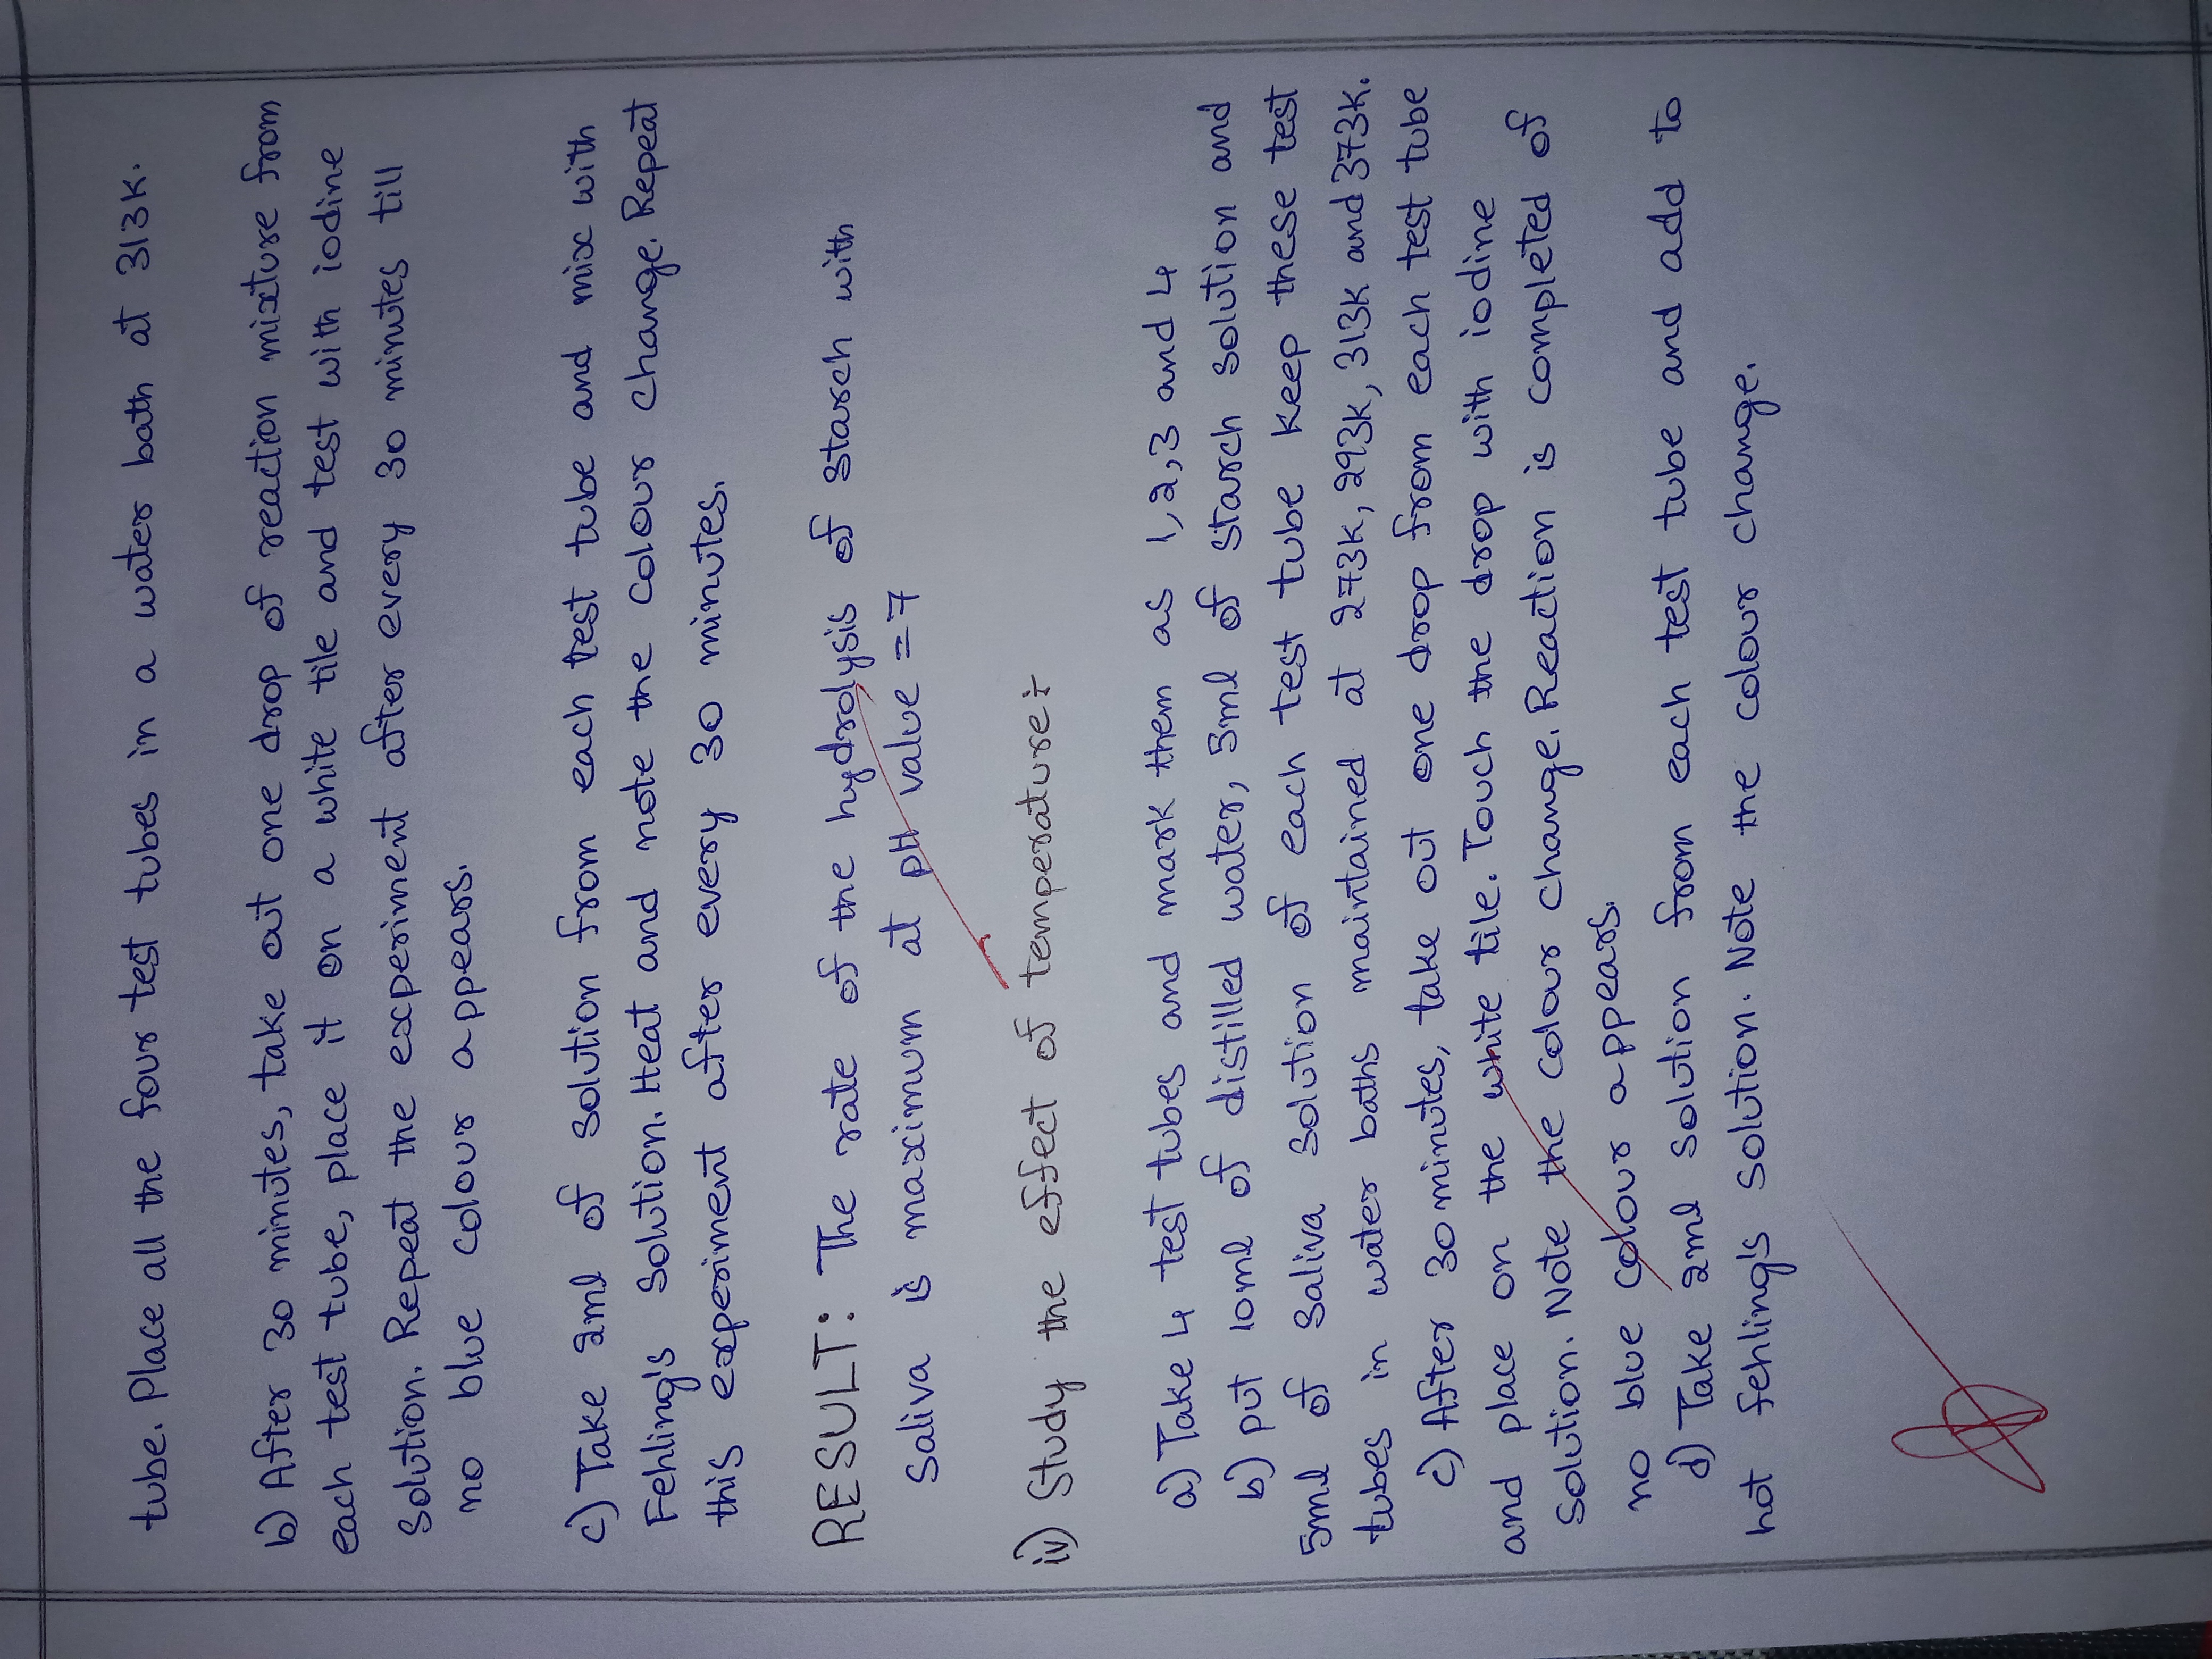 tube. Place all the four test tubes in a water bath at 313K.
b) After 30 minutes, take out one drop of reaction mixture from
each test tube, place it on a white tile and test with iodine
Solution. Repeat the experiment after every 30 minutes till
no blue colour appears.
c) Take 2ml of solution from each test tube and mix with
Fehling's Solution. Heat and note the colour change. Repeat
this experiment after every 30 minutes.
RESULT: The rate of the hydrolysis of starch with
Saliva is maximum at pH value = 7
iv) Study the effect of temperature:-
a) Take 4 test tubes and mark them as 1,2,3 and 4
b) put 10ml of distilled water, 5ml of starch solution and
5ml of Saliva Solution of each test tube keep these test
tubes in water baths maintained at 273K, 293K, 313K and 373K.
c) After 30 minutes, take out one drop from each test tube
and place on the white tile. Touch the drop with iodine
Solution. Note the colour change. Reaction is completed of
no blue colour appears.
d) Take 2ml solution from each test tube and add to
hot fehling's solution. Note the colour change.